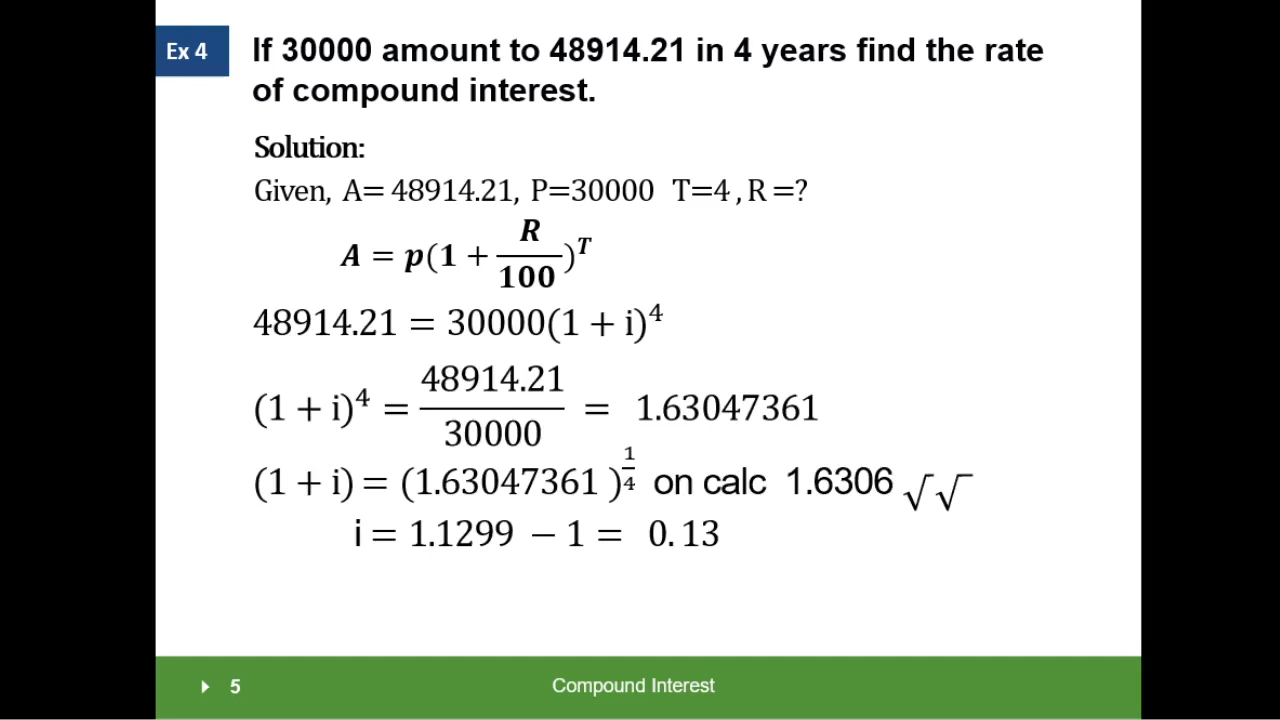 Ex 4
If 30000 amount to 48914.21 in 4 years find the rate
of compound interest.
Solution:
Given, A= 48914.21, P=30000 T=4 , R =?
A = p(1 + R/100)^T
48914.21 = 30000(1 + i)^4
(1 + i)^4 = 48914.21/30000 = 1.63047361
(1 + i) = (1.63047361 )^1/4 on calc 1.6306 √√
i = 1.1299 − 1 = 0.13
5
Compound Interest